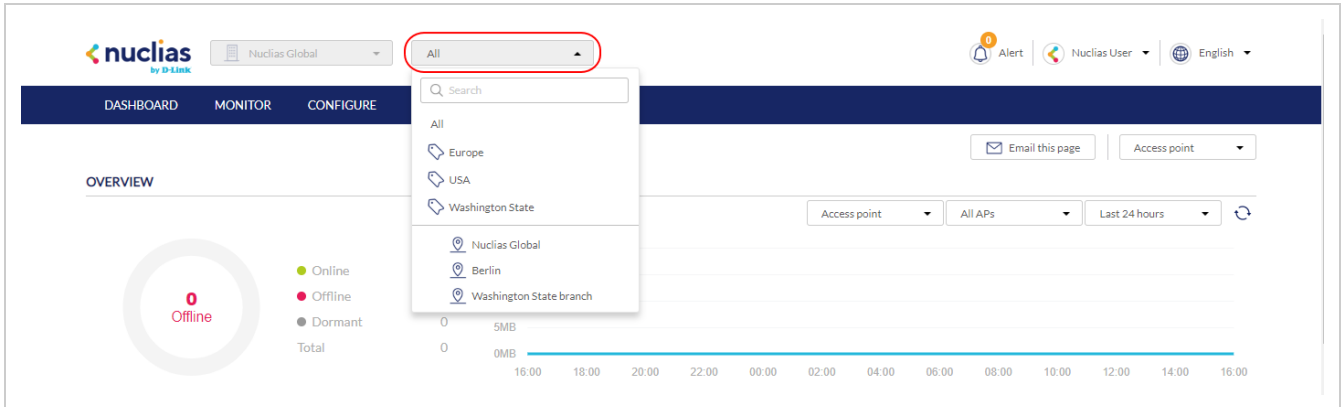 nuclias
by D-Link
Nuclias Global
All
0
Alert
Nuclias User
English
DASHBOARD MONITOR CONFIGURE
Search
All
Europe
USA
Washington State
Nuclias Global
Berlin
Washington State branch
Email this page
Access point
OVERVIEW
Access point
All APs
Last 24 hours
0
Offline
Online
Offline
Dormant 0
Total 0
5MB
0MB
16:00 18:00 20:00 22:00 00:00 02:00 04:00 06:00 08:00 10:00 12:00 14:00 16:00